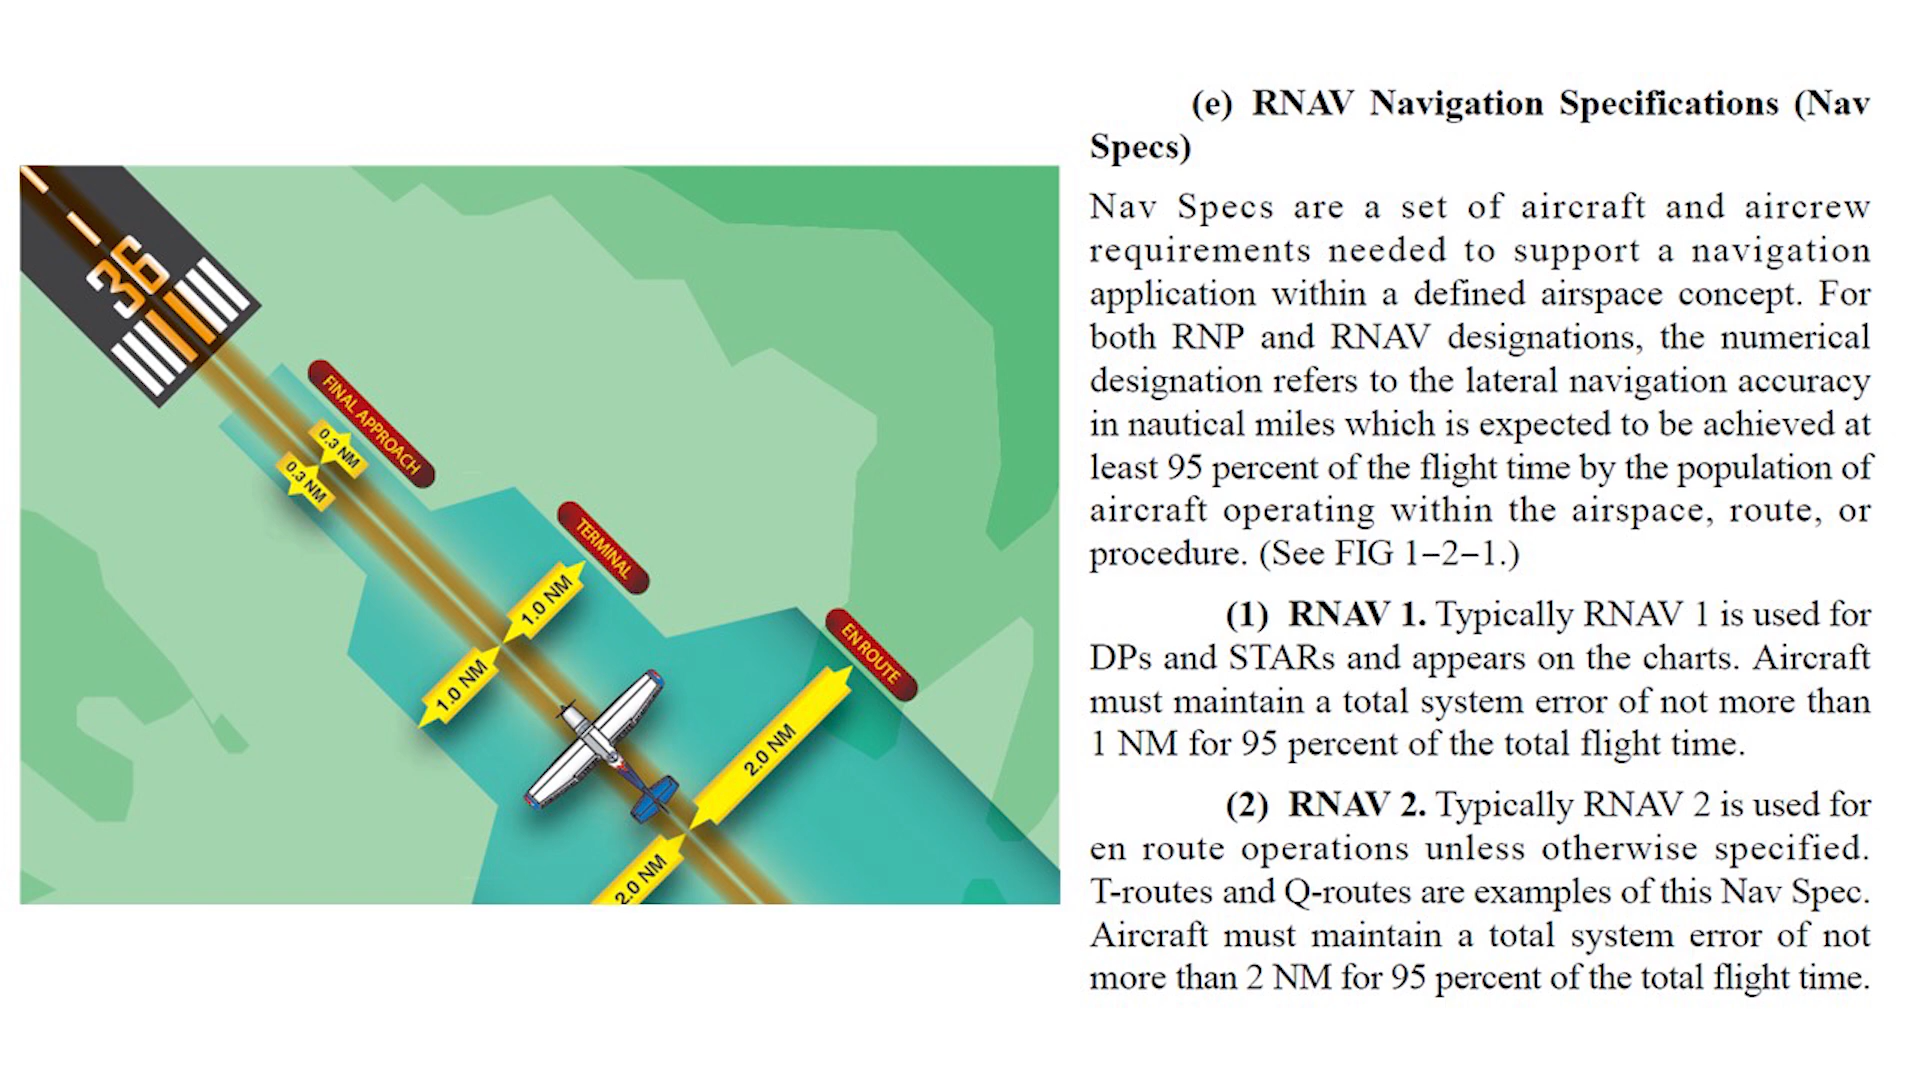 36
FINAL APPROACH
0.3 NM
0.3 NM
TERMINAL
1.0 NM
1.0 NM
EN ROUTE
2.0 NM
2.0 NM
(e) RNAV Navigation Specifications (Nav
Specs)
Nav Specs are a set of aircraft and aircrew
requirements needed to support a navigation
application within a defined airspace concept. For
both RNP and RNAV designations, the numerical
designation refers to the lateral navigation accuracy
in nautical miles which is expected to be achieved at
least 95 percent of the flight time by the population of
aircraft operating within the airspace, route, or
procedure. (See FIG 1–2–1.)
(1) RNAV 1. Typically RNAV 1 is used for
DPs and STARs and appears on the charts. Aircraft
must maintain a total system error of not more than
1 NM for 95 percent of the total flight time.
(2) RNAV 2. Typically RNAV 2 is used for
en route operations unless otherwise specified.
T-routes and Q-routes are examples of this Nav Spec.
Aircraft must maintain a total system error of not
more than 2 NM for 95 percent of the total flight time.